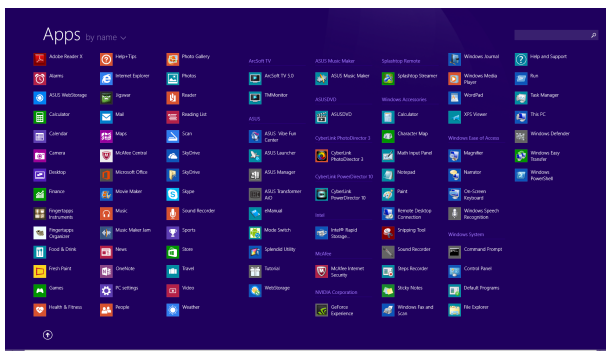 Apps by name
Adobe Reader X
Alarms
ASUS WebStorage
Calculator
Calendar
Camera
Desktop
Finance
Fingertapps
Instruments
Fingertapps
Organizer
Food & Drink
Fresh Paint
Games
Health & Fitness
Help+Tips
Internet Explorer
Jigsawr
Mail
Maps
McAfee Central
Microsoft Office
Movie Maker
Music
Music Maker Jam
News
OneNote
PC settings
People
Photo Gallery
Photos
Reader
Reading List
Scan
SkyDrive
SkyDrive
Skype
Sound Recorder
Sports
Store
Travel
Video
Weather
ArcSoft TV
ArcSoft TV 5.0
TMMonitor
ASUS
ASUS Vibe Fun
Center
ASUS Launcher
ASUS Manager
ASUS Transformer
AiO
eManual
Mode Switch
Splendid Utility
Tutorial
WebStorage
ASUS Music Maker
ASUS Music Maker
ASUSDVD
ASUSDVD
CyberLink PhotoDirector 3
CyberLink
PhotoDirector 3
CyberLink PowerDirector 10
CyberLink
PowerDirector 10
Intel
Intel® Rapid
Storage...
McAfee
McAfee Internet
Security
NVIDIA Corporation
GeForce
Experience
Splashtop Remote
Splashtop Streamer
Windows Accessories
Calculator
Character Map
Math Input Panel
Notepad
Paint
Remote Desktop
Connection
Snipping Tool
Sound Recorder
Steps Recorder
Sticky Notes
Windows Fax and
Scan
Windows Journal
Windows Media
Player
WordPad
XPS Viewer
Windows Ease of Access
Magnifier
Narrator
On-Screen
Keyboard
Windows Speech
Recognition
Windows System
Command Prompt
Control Panel
Default Programs
File Explorer
Help and Support
Run
Task Manager
This PC
Windows Defender
Windows Easy
Transfer
Windows
PowerShell